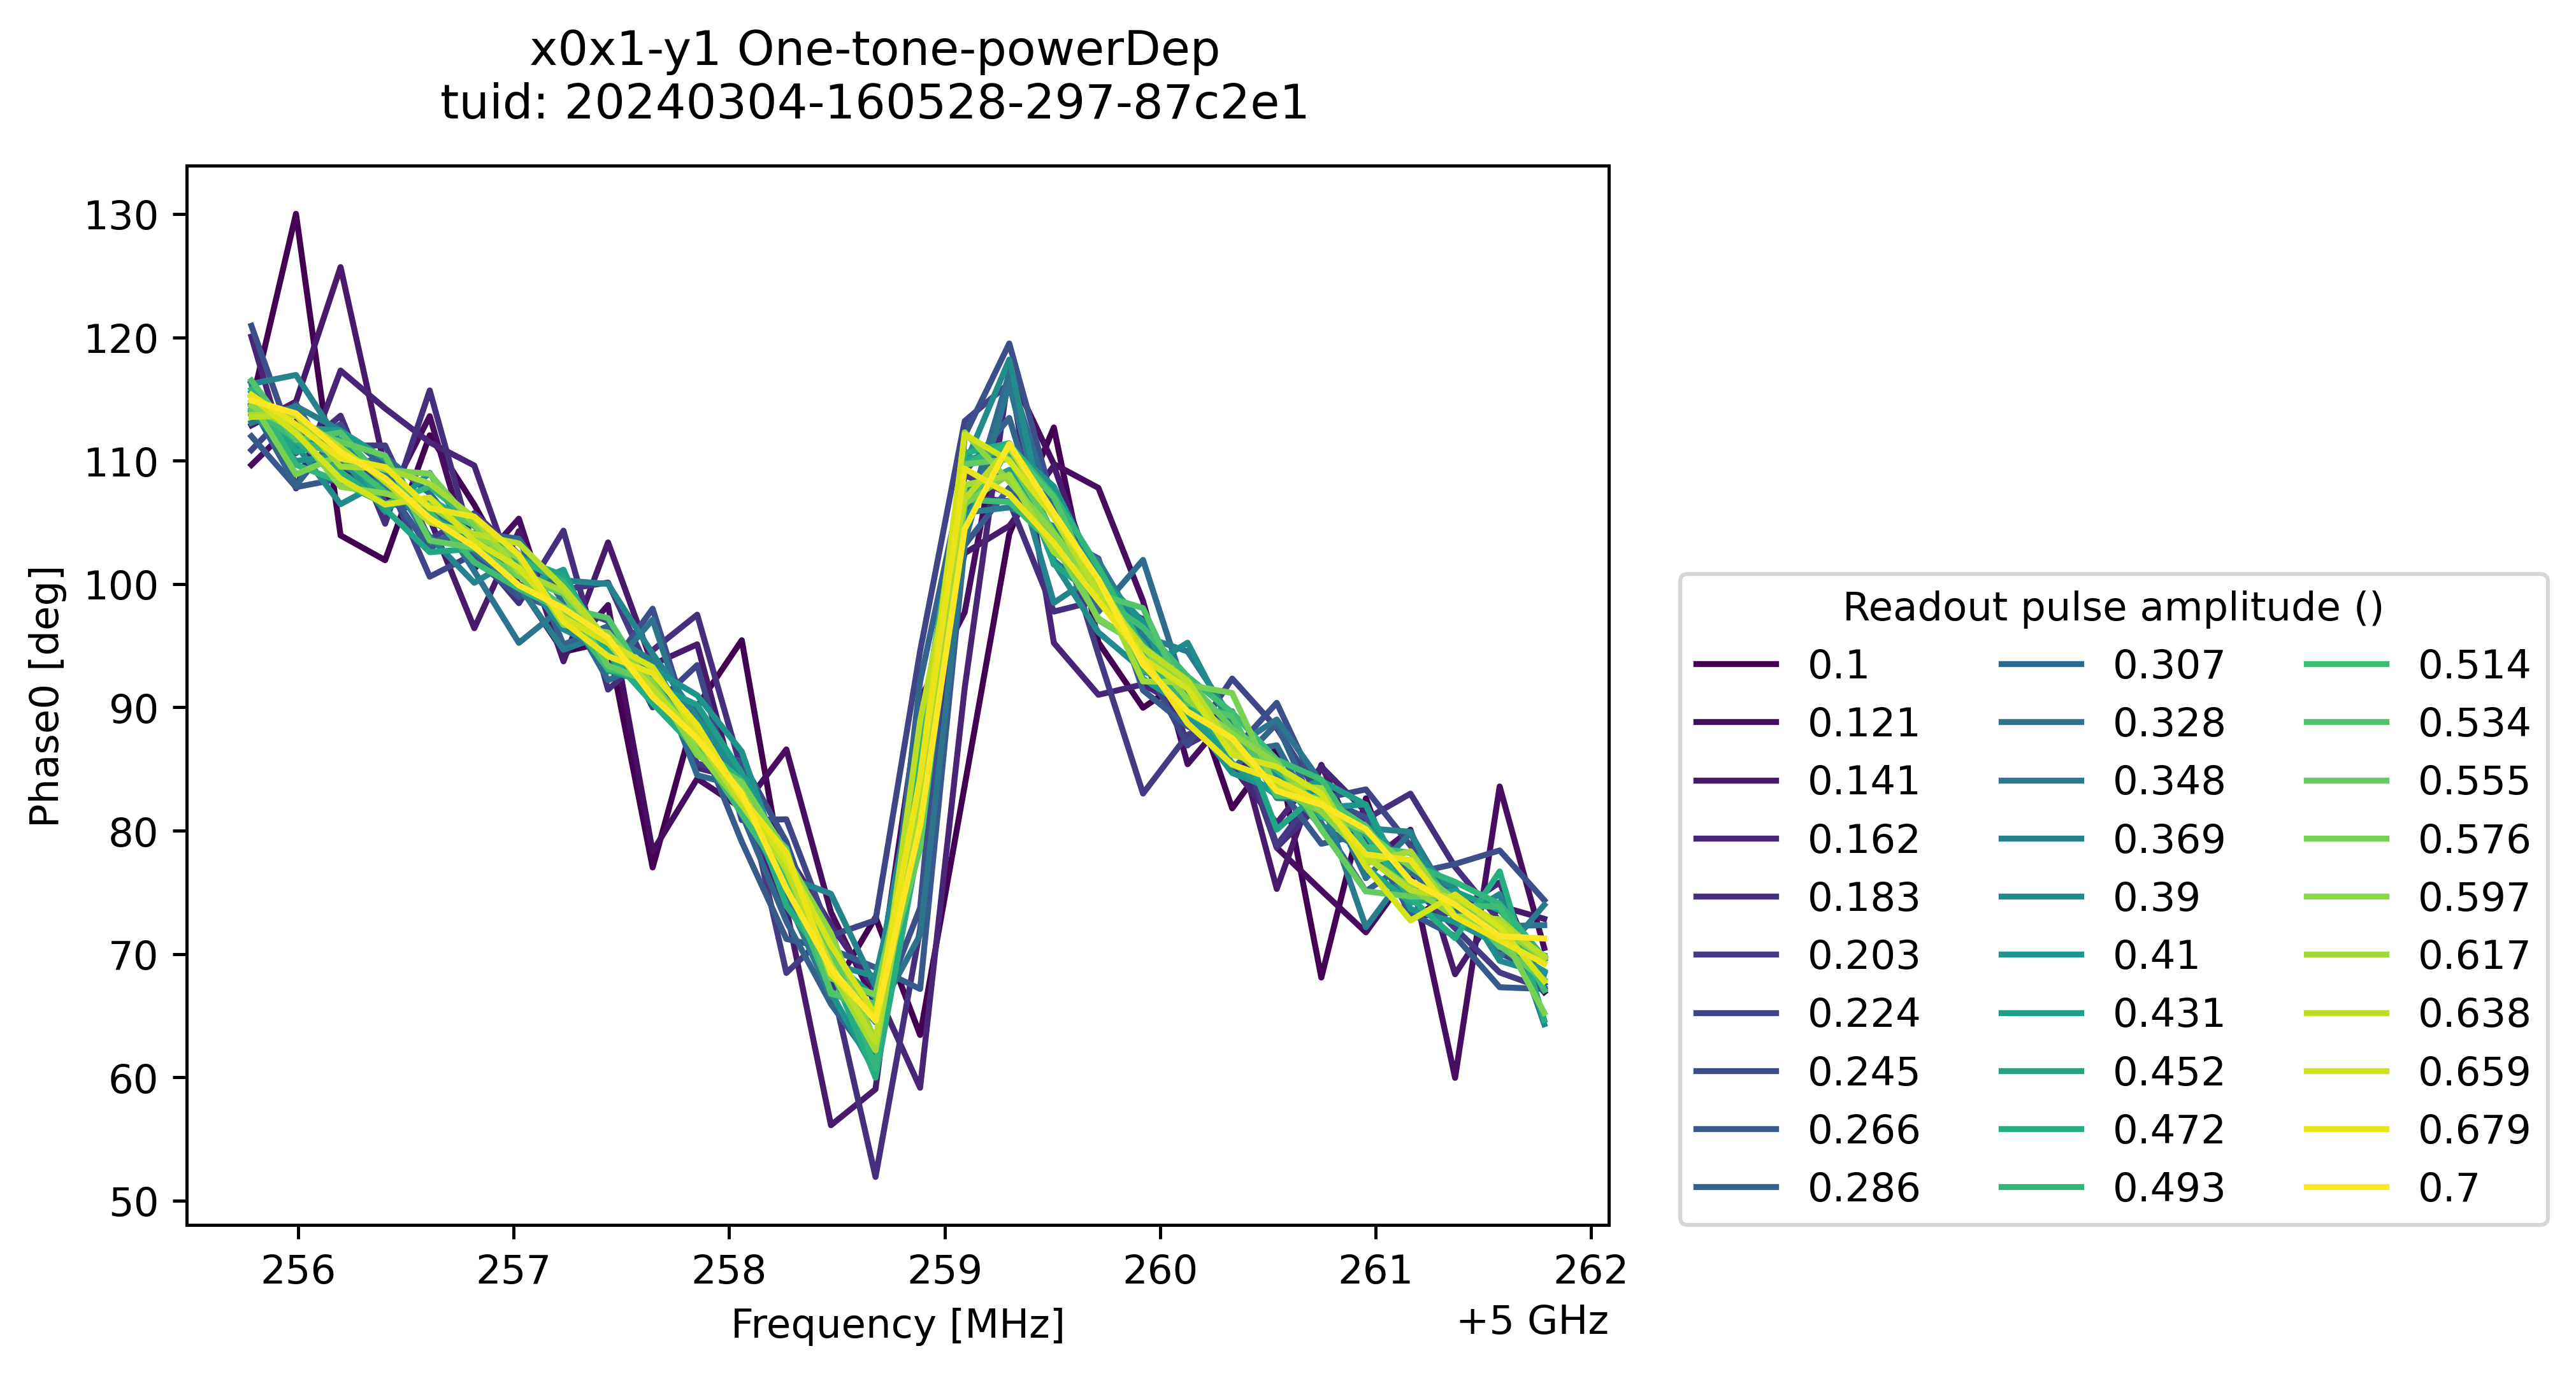 x0x1-y1 One-tone-powerDep
tuid: 20240304-160528-297-87c2e1
Phase0 [deg]
130
120
110
100
90
80
70
60
50
256 257 258 259 260 261 262
Frequency [MHz]
+5 GHz
Readout pulse amplitude ()
0.1 0.307 0.514
0.121 0.328 0.534
0.141 0.348 0.555
0.162 0.369 0.576
0.183 0.39 0.597
0.203 0.41 0.617
0.224 0.431 0.638
0.245 0.452 0.659
0.266 0.472 0.679
0.286 0.493 0.7